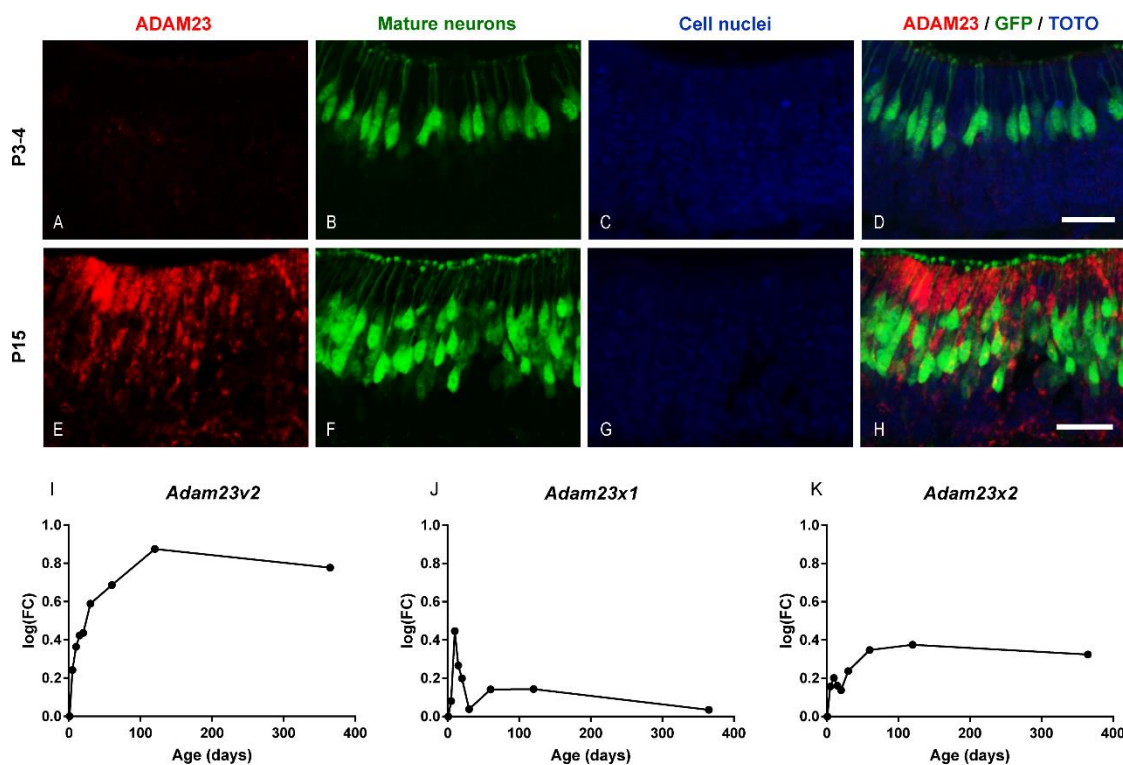 ADAM23 Mature neurons Cell nuclei ADAM23 / GFP / TOTO
P3-4
A B C D
P15
E F G H
I Adam23v2 J Adam23x1 K Adam23x2
1.0 1.0 1.0
0.8 0.8 0.8
0.6 0.6 0.6
log(FC) log(FC) log(FC)
0.4 0.4 0.4
0.2 0.2 0.2
0.0 0.0 0.0
0 100 200 300 400 0 100 200 300 400 0 100 200 300 400
Age (days) Age (days) Age (days)